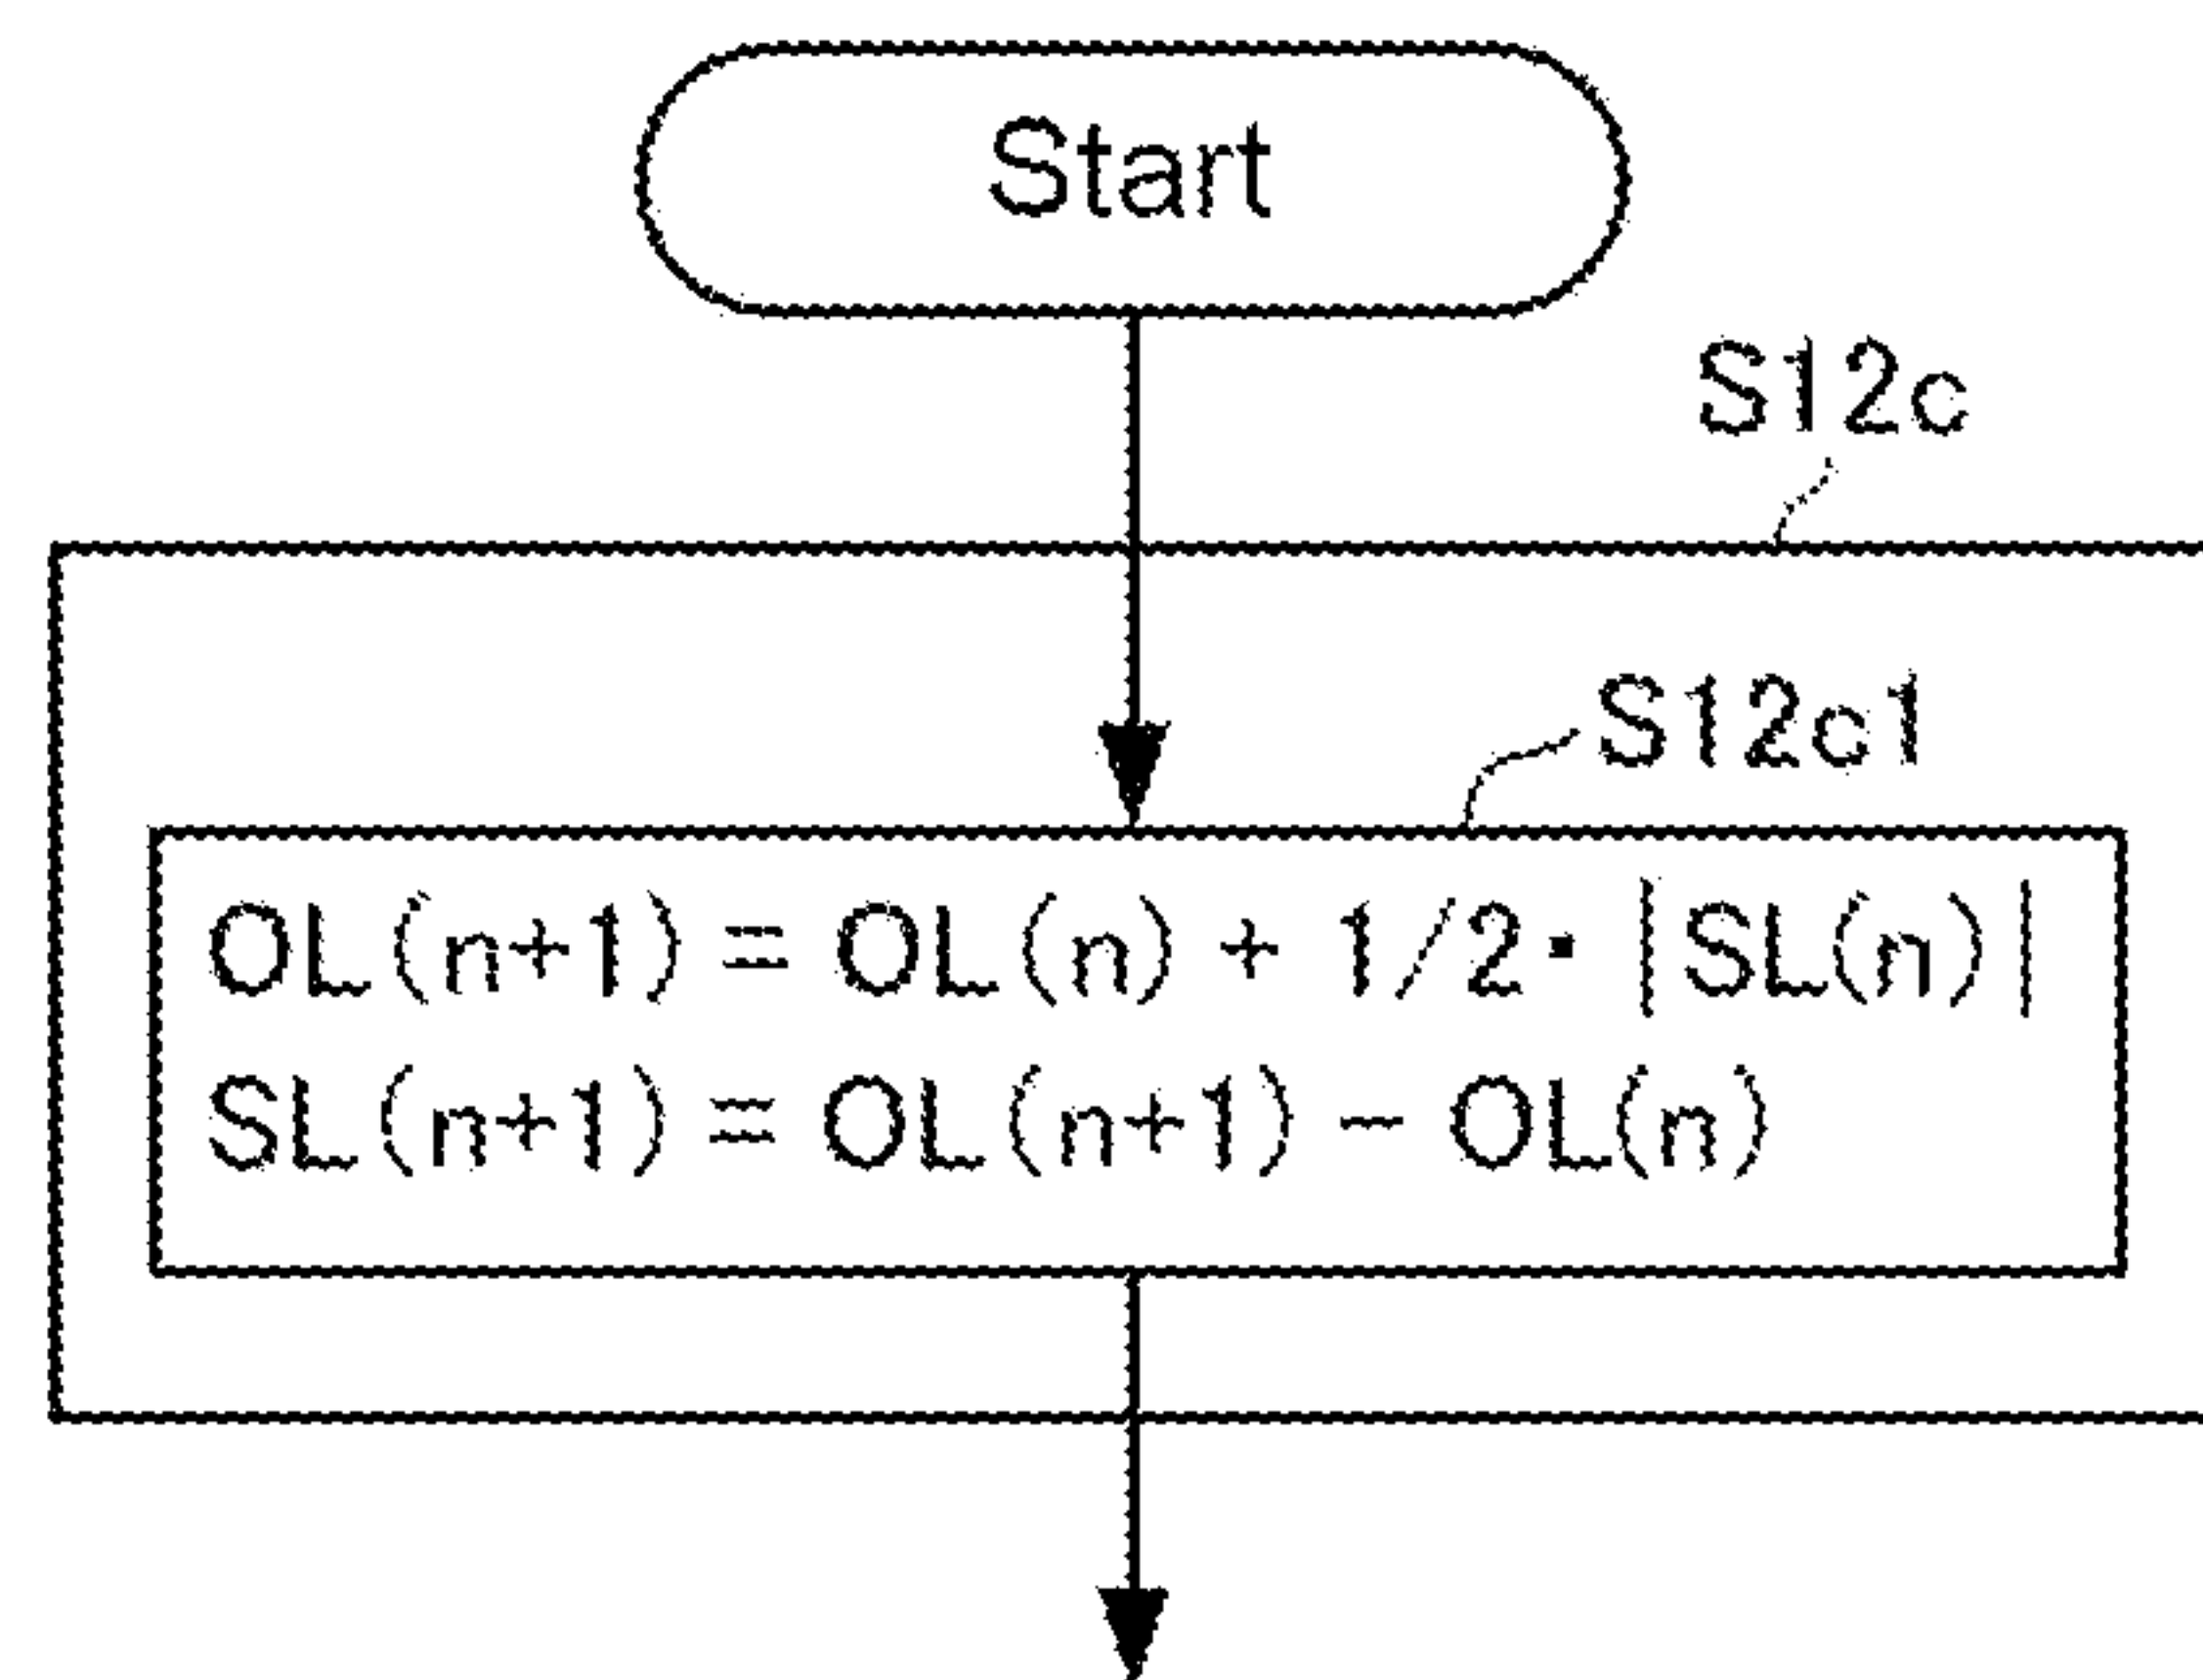 Start
S12c
S12c1
OL(n+1) = OL(n) + 1/2・|SL(n)|
SL(n+1) = OL(n+1) − OL(n)